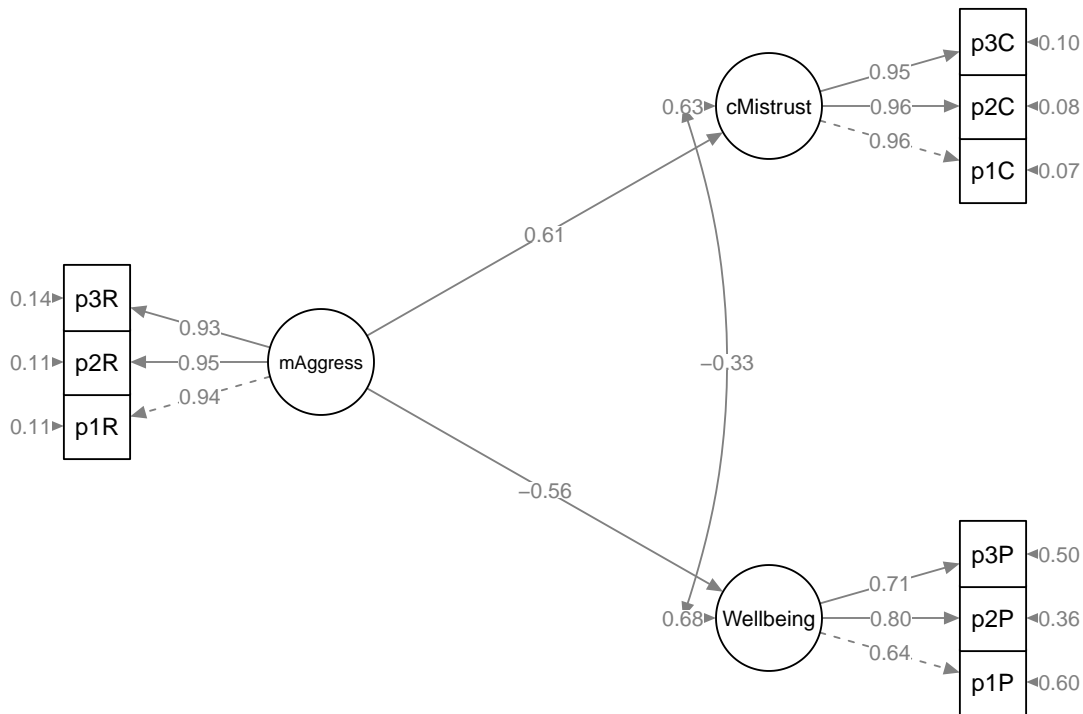 p3C
0.10
0.95
0.63
cMistrust
0.96
p2C
0.08
0.96
p1C
0.07
0.61
0.14
p3R
0.93
0.11
p2R
0.95
mAggress
−0.33
0.94
0.11
p1R
−0.56
p3P
0.50
0.71
0.68
Wellbeing
0.80
p2P
0.36
0.64
p1P
0.60